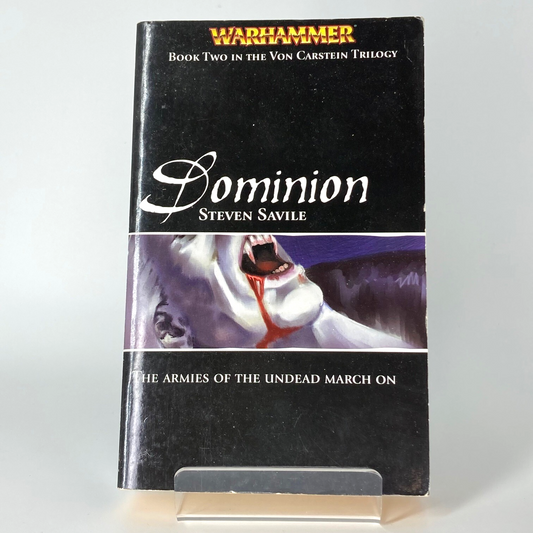 WARHAMMER
BOOK TWO IN THE VON CARSTEIN TRILOGY
Dominion
STEVEN SAVILE
THE ARMIES OF THE UNDEAD MARCH ON